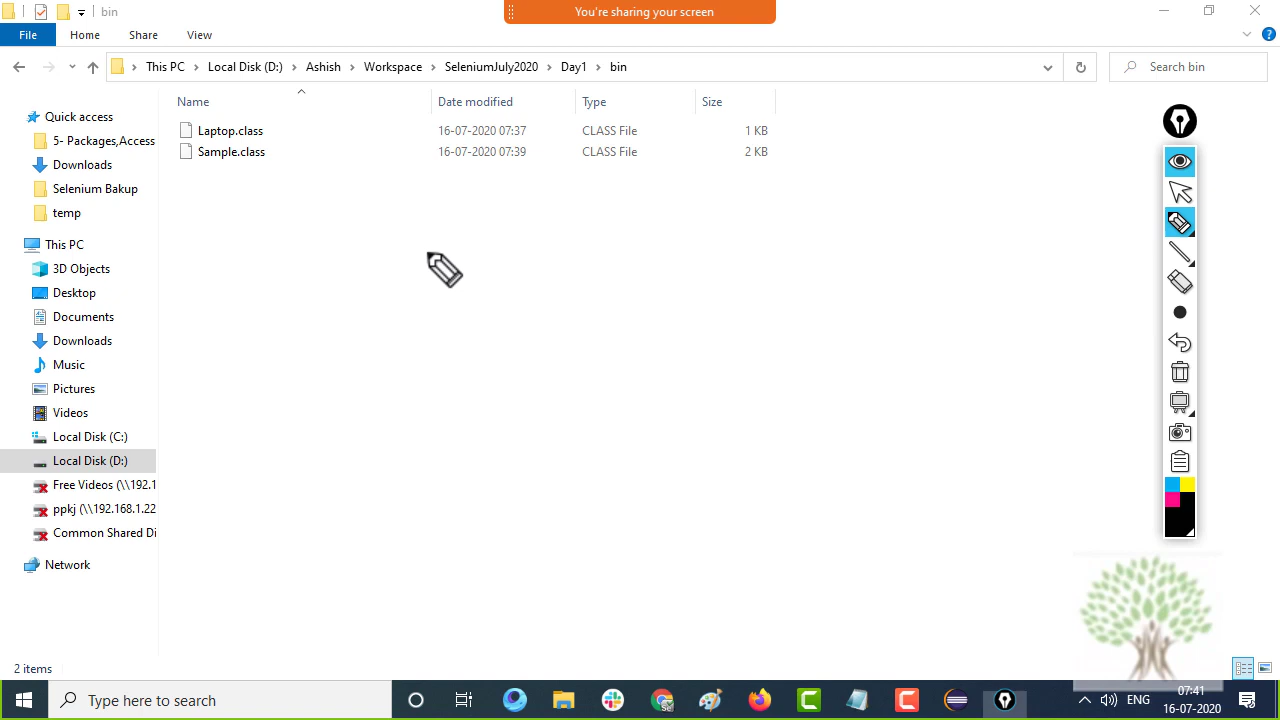 bin
You're sharing your screen
File Home Share View
This PC Local Disk (D:) Ashish Workspace SeleniumJuly2020 Day1 bin
Search bin
Name Date modified Type Size
Laptop.class 16-07-2020 07:37 CLASS File 1 KB
Sample.class 16-07-2020 07:39 CLASS File 2 KB
Quick access
5- Packages,Access
Downloads
Selenium Bakup
temp
This PC
3D Objects
Desktop
Documents
Downloads
Music
Pictures
Videos
Local Disk (C:)
Local Disk (D:)
Free Videos (\\192.1
ppkj (\\192.168.1.22
Common Shared Di
Network
2 items
Type here to search
ENG
07:41
16-07-2020